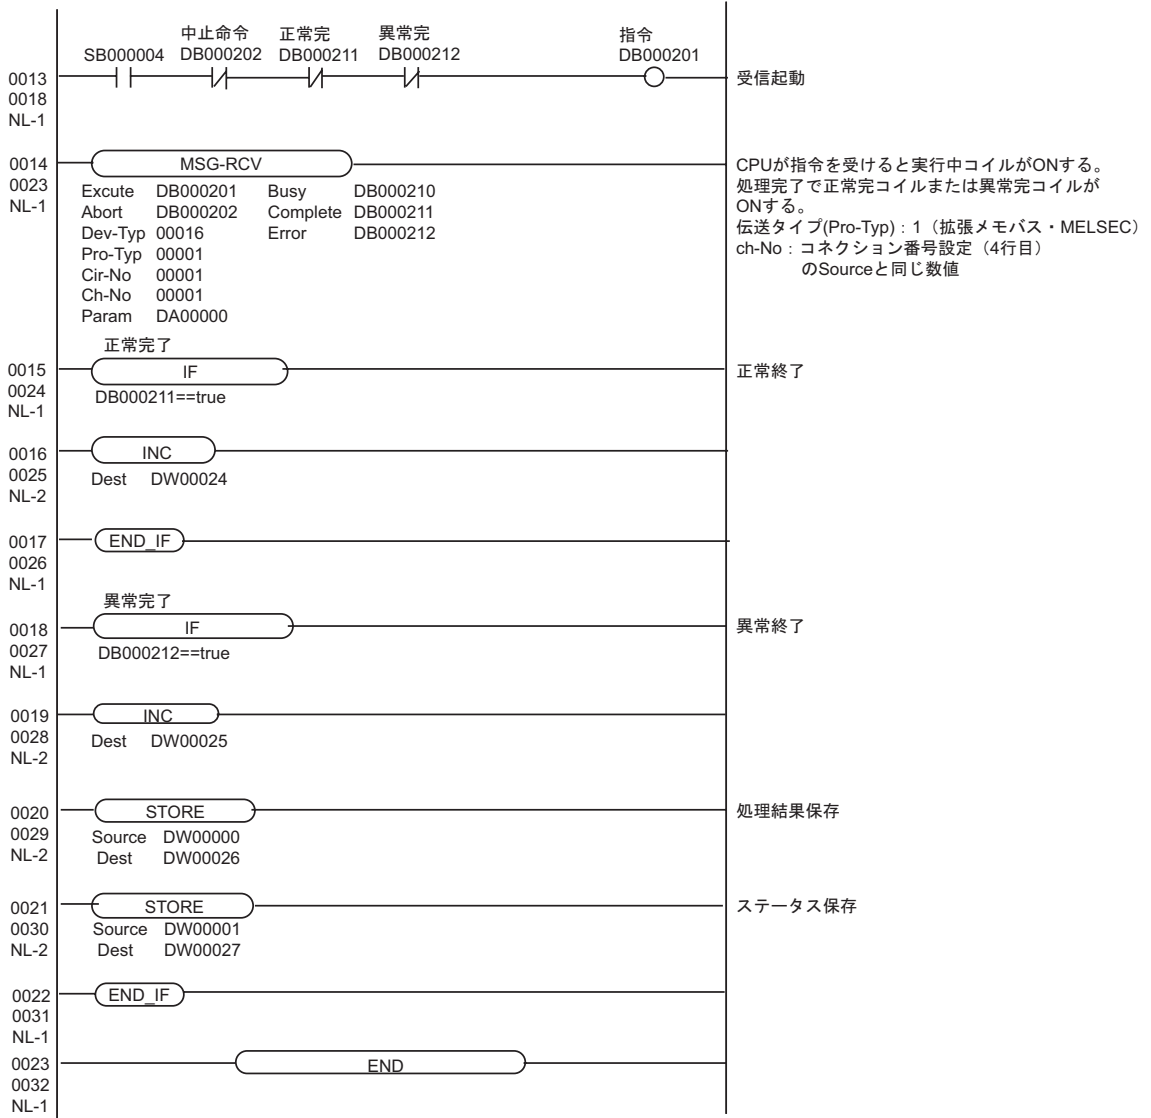 中止命令 正常完 異常完 指令
SB000004 DB000202 DB000211 DB000212 DB000201
0013 受信起動
0018
NL-1
0014 MSG-RCV CPUが指令を受けると実行中コイルがONする。
0023 Excute DB000201 Busy DB000210 処理完了で正常完コイルまたは異常完コイルが
NL-1 Abort DB000202 Complete DB000211 ONする。
Dev-Typ 00016 Error DB000212 伝送タイプ(Pro-Typ)：1（拡張メモバス・MELSEC）
Pro-Typ 00001 ch-No：コネクション番号設定（4行目）
Cir-No 00001 のSourceと同じ数値
Ch-No 00001
Param DA00000
正常完了
0015 IF 正常終了
0024 DB000211==true
NL-1
0016 INC
0025 Dest DW00024
NL-2
0017 END_IF
0026
NL-1
異常完了
0018 IF 異常終了
0027 DB000212==true
NL-1
0019 INC
0028 Dest DW00025
NL-2
0020 STORE 処理結果保存
0029 Source DW00000
NL-2 Dest DW00026
0021 STORE ステータス保存
0030 Source DW00001
NL-2 Dest DW00027
0022 END_IF
0031
NL-1
0023 END
0032
NL-1